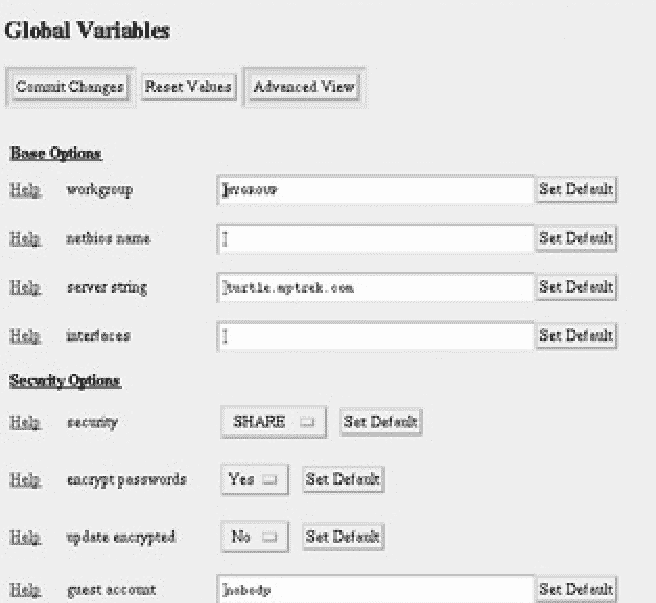 Global Variables
Commit Changes Reset Values Advanced View
Base Options
Help workgroup Set Default
Help netbios name Set Default
Help server string turtle.mptrek.com Set Default
Help interfaces Set Default
Security Options
Help security SHARE Set Default
Help encrypt passwords Yes Set Default
Help update encrypted No Set Default
Help guest account nobody Set Default